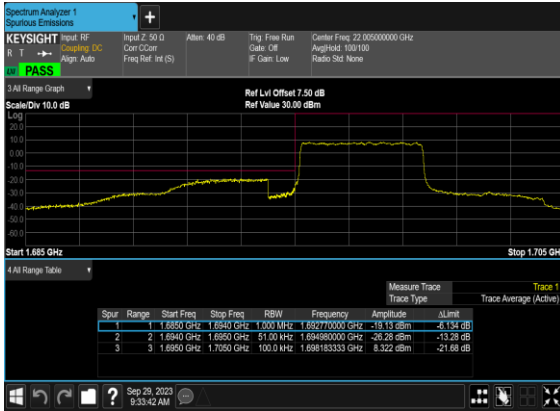 Spectrum Analyzer 1
Spurious Emissions
KEYSIGHT Input: RF Input Z: 50 Ω Atten: 40 dB Trig: Free Run Center Freq: 22.005000000 GHz
R T Coupling: DC Corr CCorr Gate: Off Avg|Hold: 100/100
Align: Auto Freq Ref: Int (S) IF Gain: Low Radio Std: None
PASS
3 All Range Graph
Ref Lvl Offset 7.50 dB
Scale/Div 10.0 dB Ref Value 30.00 dBm
Log
20.0
10.0
0.00
-10.0
-20.0
-30.0
-40.0
-50.0
-60.0
Start 1.685 GHz Stop 1.705 GH
4 All Range Table
Measure Trace Trace 1
Trace Type Trace Average (Active)
Spur Range Start Freq Stop Freq RBW Frequency Amplitude ΔLimit
1 1 1.6850 GHz 1.6940 GHz 1.000 MHz 1.692770000 GHz -19.13 dBm -6.134 dB
2 2 1.6940 GHz 1.6950 GHz 51.00 kHz 1.694980000 GHz -26.28 dBm -13.28 dB
3 3 1.6950 GHz 1.7050 GHz 100.0 kHz 1.698183333 GHz 8.322 dBm -21.68 dB
Sep 29, 2023
9:33:42 AM